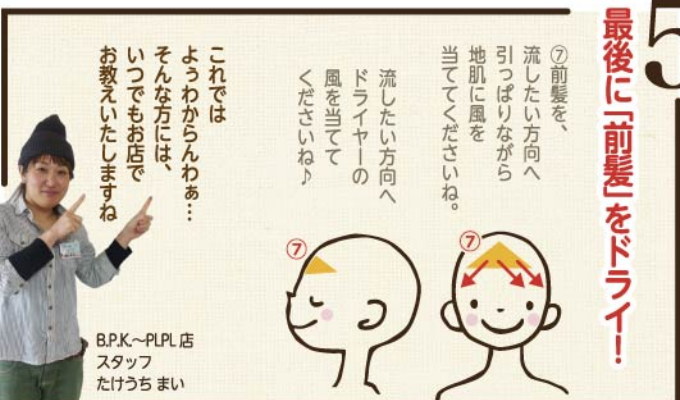 5
最後に「前髪」をドライ!
⑦前髪を、
流したい方向へ
引っぱりながら
地肌に風を
当ててくださいね。
流したい方向へ
ドライヤーの
風を当てて
くださいね♪
これでは
よぅわからんわぁ…
そんな方には、
いつでもお店で
お教えいたしますね
⑦
⑦
B.P.K.~PLPL店
スタッフ
たけうち まい